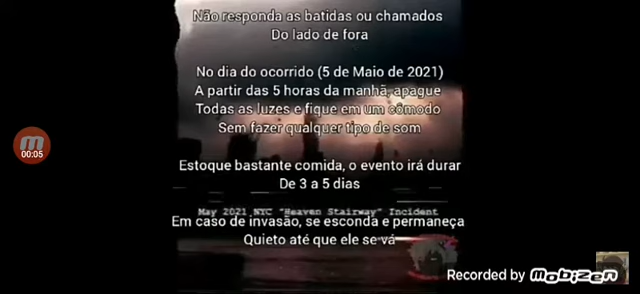 Não responda as batidas ou chamados
Do lado de fora
No dia do ocorrido (5 de Maio de 2021)
A partir das 5 horas da manhã, apague
Todas as luzes e fique em um cômodo
Sem fazer qualquer tipo de som
00:05
Estoque bastante comida, o evento irá durar
De 3 a 5 dias
May 2021 NYC "Heaven Stairway" Incident
Em caso de invasão, se esconda e permaneça
Quieto até que ele se vá
Recorded by Mobizen